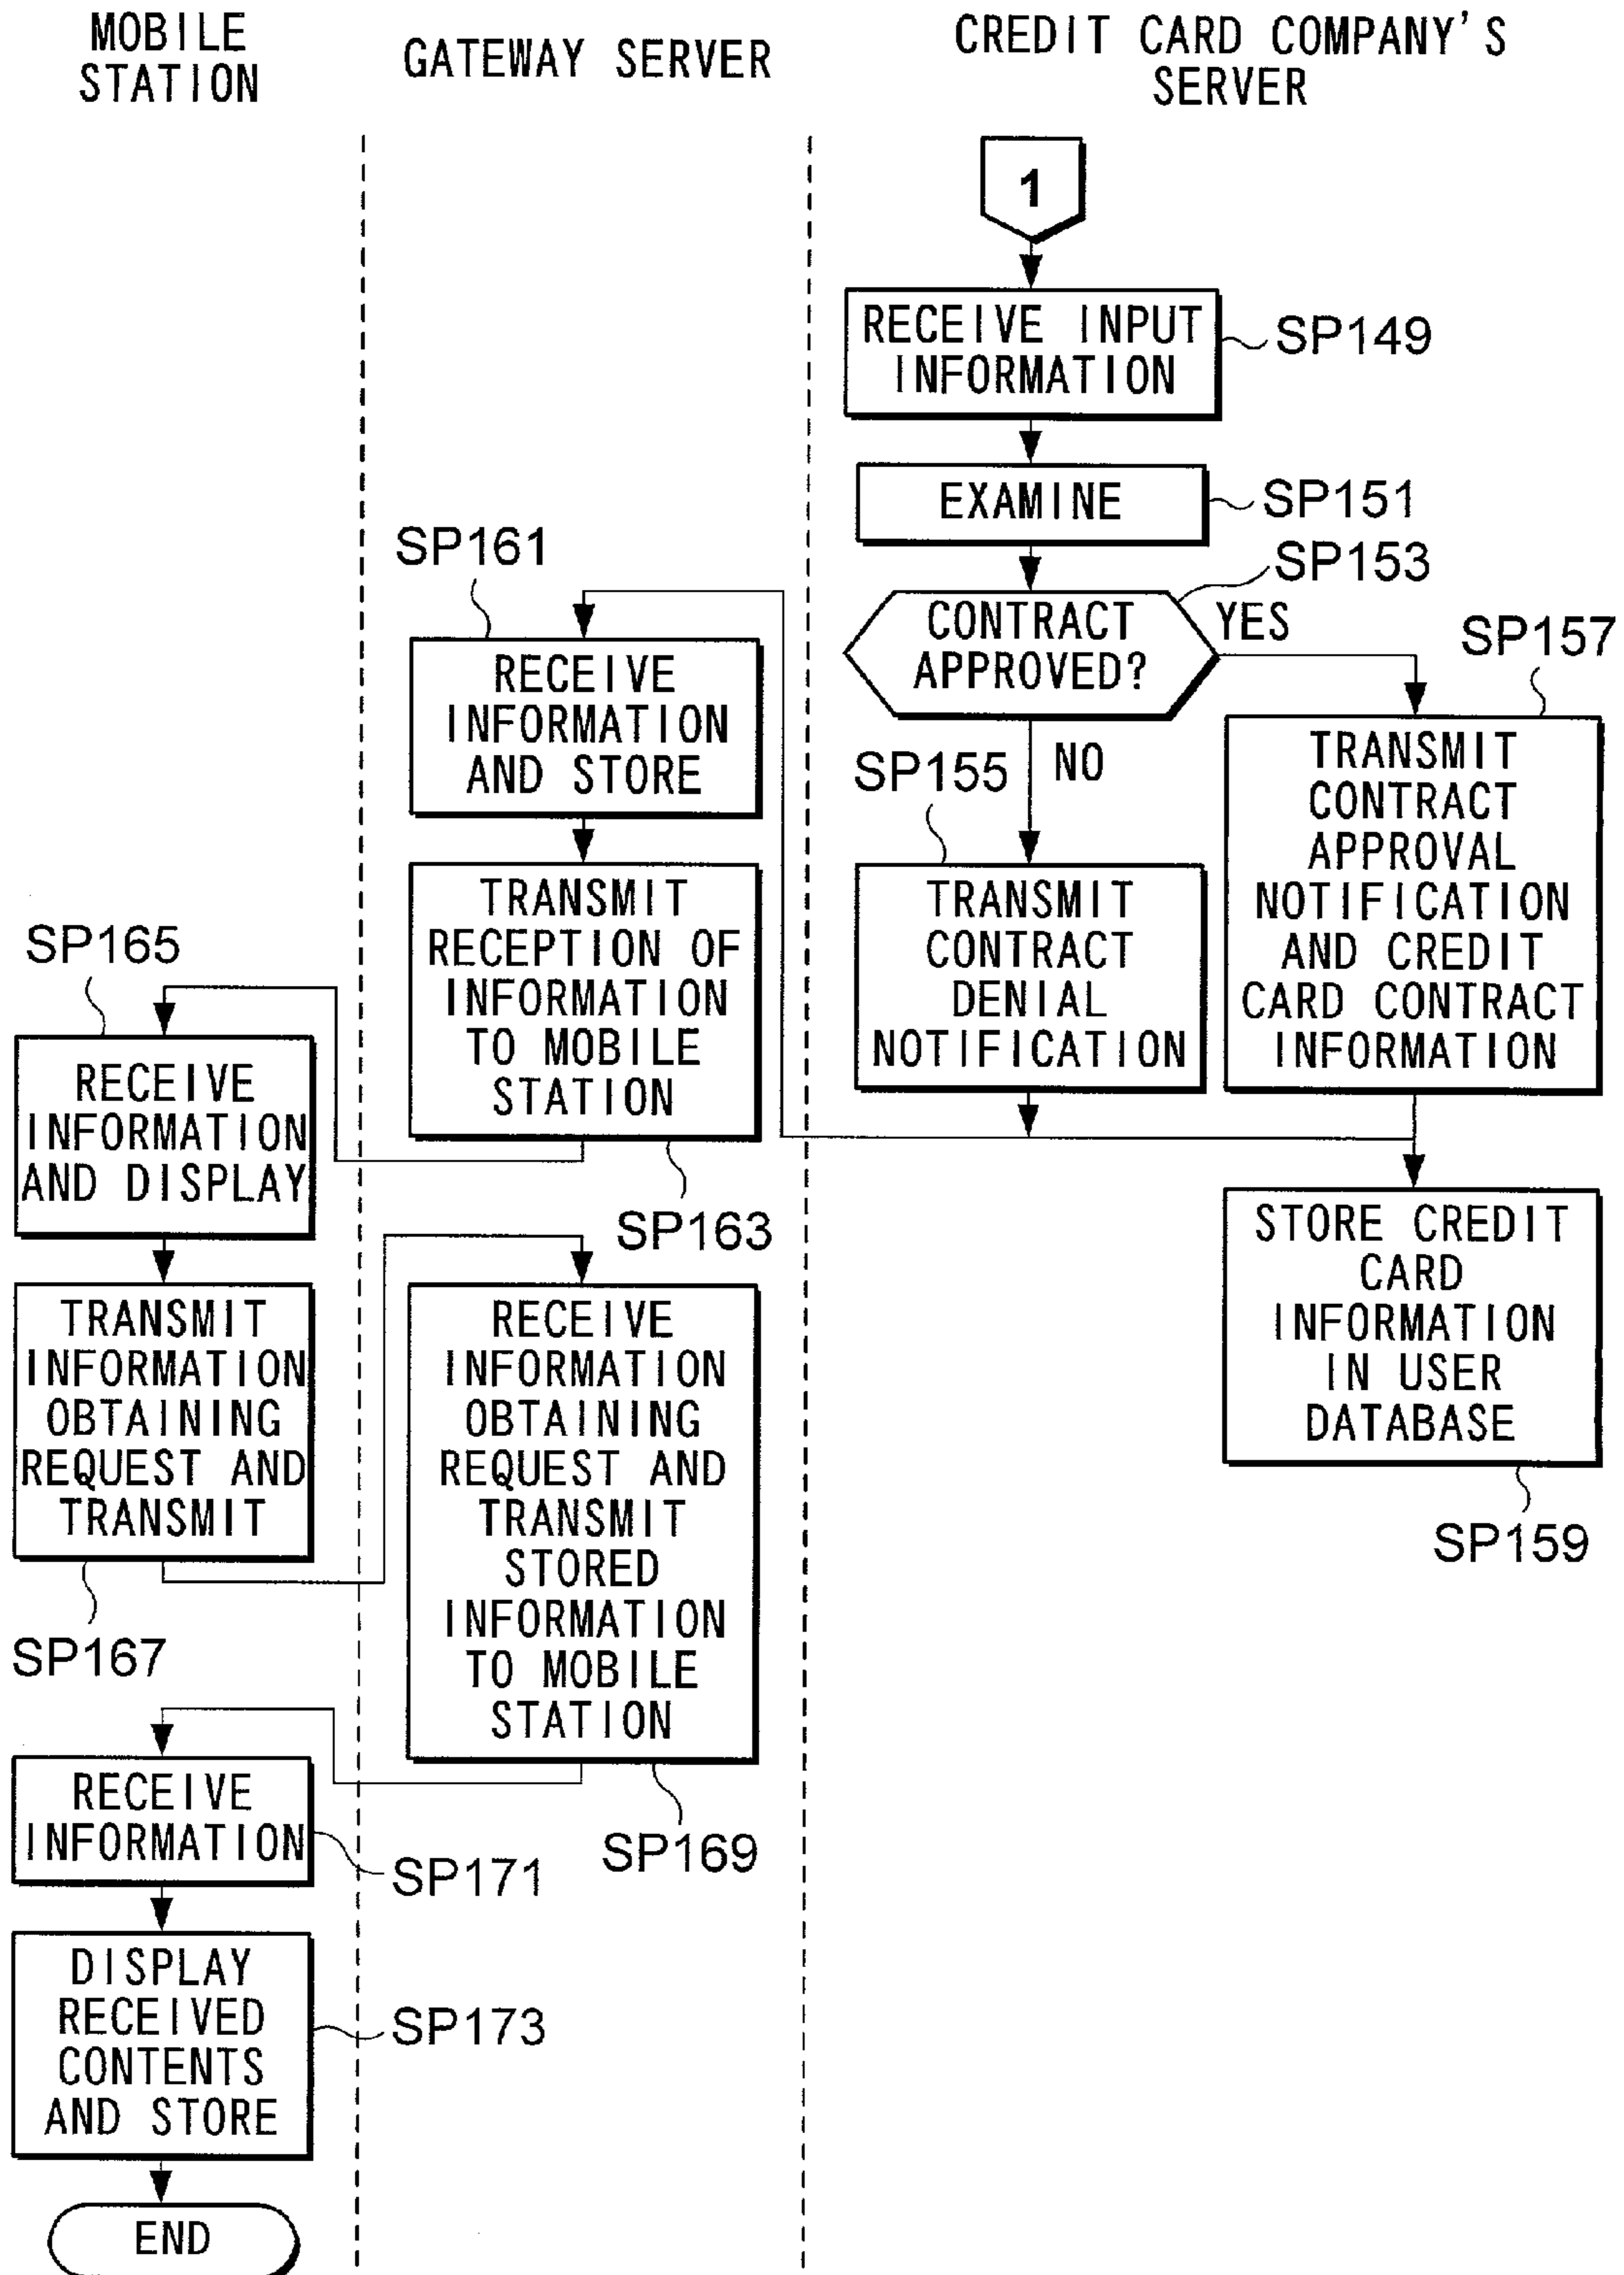 MOBILE
STATION
GATEWAY SERVER
CREDIT CARD COMPANY'S
SERVER
1
RECEIVE INPUT
INFORMATION
SP149
EXAMINE
SP151
SP153
CONTRACT
APPROVED?
YES
NO
SP155
TRANSMIT
CONTRACT
DENIAL
NOTIFICATION
SP157
TRANSMIT
CONTRACT
APPROVAL
NOTIFICATION
AND CREDIT
CARD CONTRACT
INFORMATION
STORE CREDIT
CARD
INFORMATION
IN USER
DATABASE
SP159
SP161
RECEIVE
INFORMATION
AND STORE
TRANSMIT
RECEPTION OF
INFORMATION
TO MOBILE
STATION
SP163
SP165
RECEIVE
INFORMATION
AND DISPLAY
TRANSMIT
INFORMATION
OBTAINING
REQUEST AND
TRANSMIT
SP167
RECEIVE
INFORMATION
OBTAINING
REQUEST AND
TRANSMIT
STORED
INFORMATION
TO MOBILE
STATION
SP169
RECEIVE
INFORMATION
SP171
DISPLAY
RECEIVED
CONTENTS
AND STORE
SP173
END